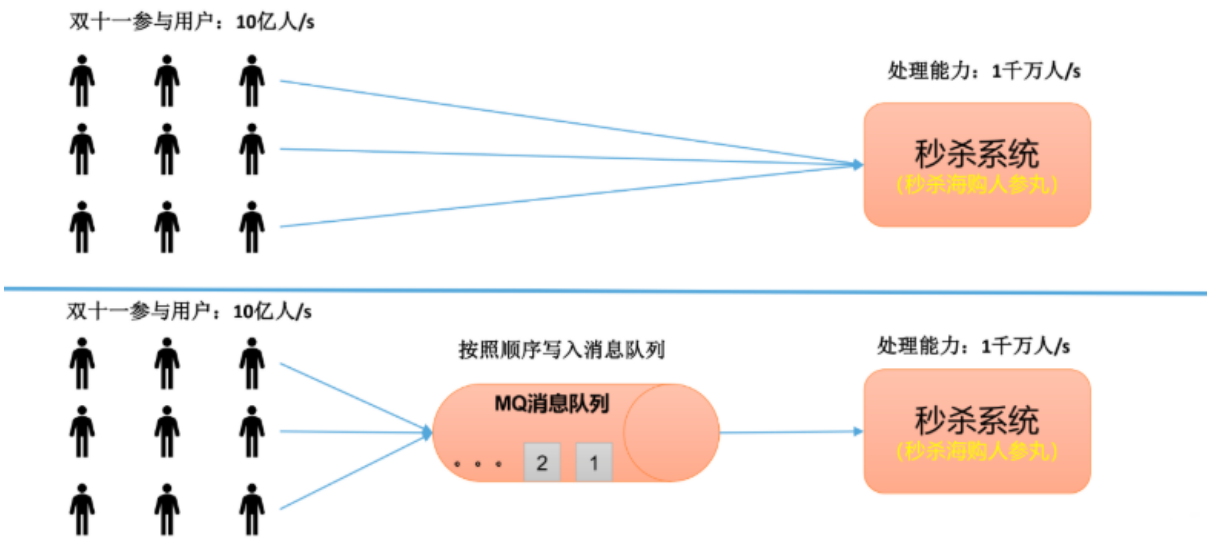 双十一参与用户：10亿人/s
处理能力：1千万人/s
秒杀系统
(秒杀海购人参丸)
双十一参与用户：10亿人/s
按照顺序写入消息队列
处理能力：1千万人/s
MQ消息队列
。。。 2 1
秒杀系统
(秒杀海购人参丸)